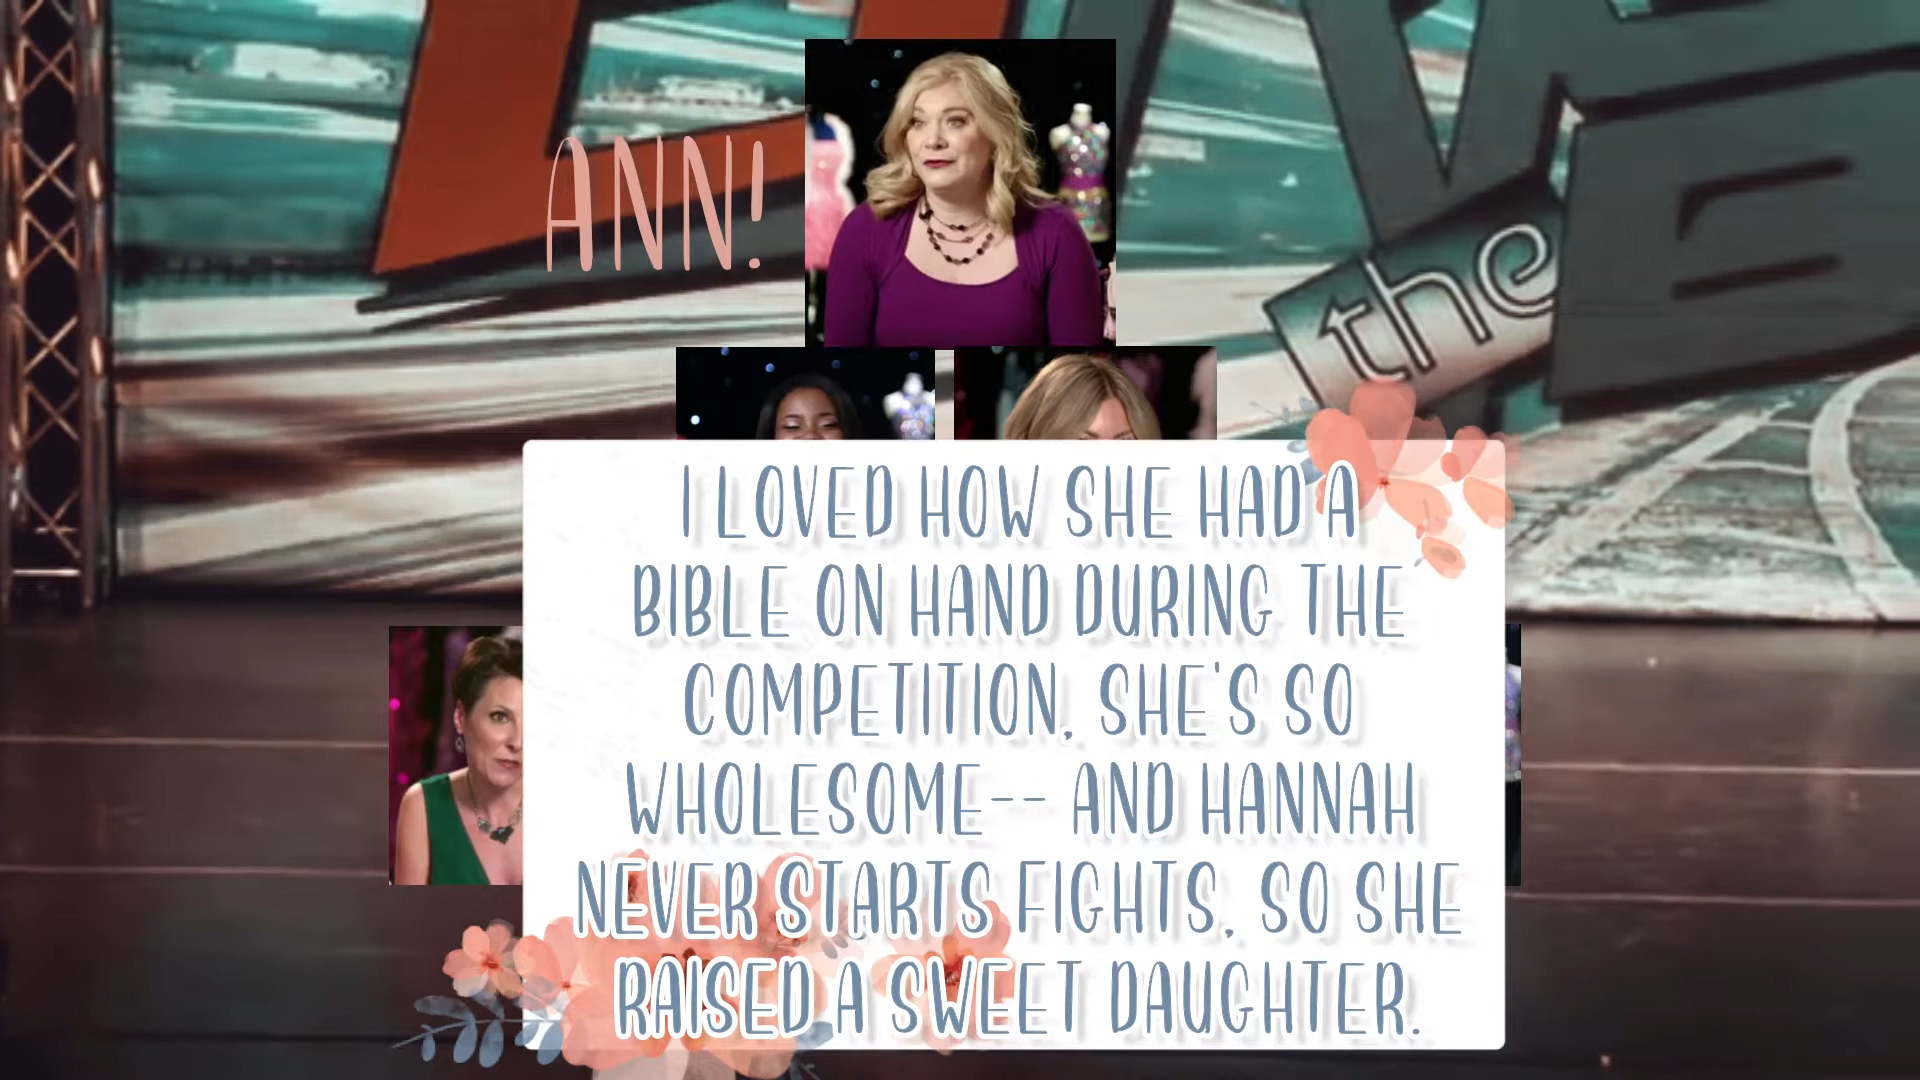 ANN!
the
I LOVED HOW SHE HAD A
BIBLE ON HAND DURING THE
COMPETITION, SHE'S SO
WHOLESOME-- AND HANNAH
NEVER STARTS FIGHTS, SO SHE
RAISED A SWEET DAUGHTER.